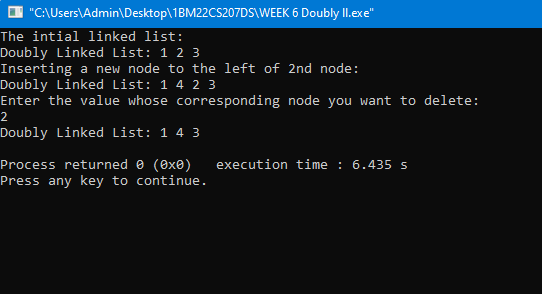 "C:\Users\Admin\Desktop\1BM22CS207DS\WEEK 6 Doubly ll.exe"
The intial linked list:
Doubly Linked List: 1 2 3
Inserting a new node to the left of 2nd node:
Doubly Linked List: 1 4 2 3
Enter the value whose corresponding node you want to delete:
2
Doubly Linked List: 1 4 3
Process returned 0 (0x0)   execution time : 6.435 s
Press any key to continue.